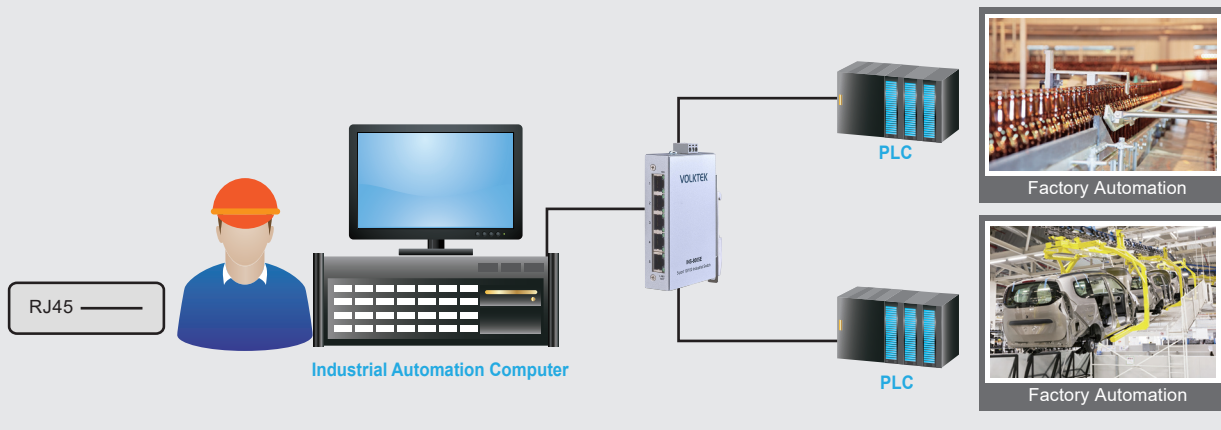 RJ45
Industrial Automation Computer
VOLKTEK
PLC
Factory Automation
PLC
Factory Automation